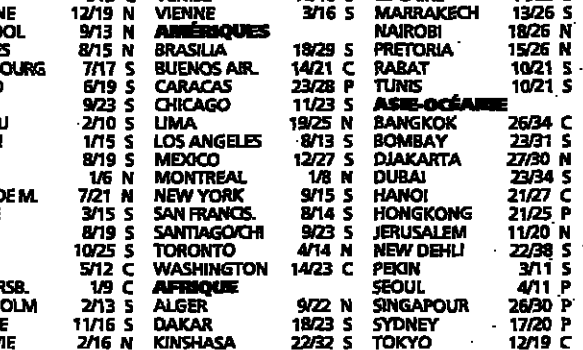 NE 12/19 N
OOL 9/13 N
ES 8/15 N
OURG 7/17 S
6/19 S
9/23 S
U -2/10 S
1/15 S
8/19 S
1/6 N
DE M. 7/21 N
3/15 S
8/19 S
10/25 S
5/12 C
RSB. 1/9 C
OLM 2/13 S
E 11/16 S
IE 2/16 N
VIENNE 3/16 S
AMÉRIQUES
BRASILIA 18/29 S
BUENOS AIR. 14/21 C
CARACAS 23/28 P
CHICAGO 11/23 S
LIMA 19/25 N
LOS ANGELES 8/13 S
MEXICO 12/27 S
MONTREAL 1/8 N
NEW YORK 9/15 S
SAN FRANCIS. 8/14 S
SANTIAGO/CHI 9/23 S
TORONTO 4/14 N
WASHINGTON 14/23 C
AFRIQUE
ALGER 9/22 N
DAKAR 18/23 S
KINSHASA 22/32 S
MARRAKECH 13/26 S
NAIROBI 18/26 N
PRETORIA 15/26 N
RABAT 10/21 S
TUNIS 10/21 S
ASIE-OCÉANIE
BANGKOK 26/34 C
BOMBAY 23/31 S
DJAKARTA 27/30 N
DUBAI 23/34 S
HANOI 21/27 C
HONGKONG 21/25 P
JERUSALEM 11/20 N
NEW DEHLI 22/38 S
PEKIN 3/11 S
SEOUL 4/11 P
SINGAPOUR 26/30 P
SYDNEY 17/20 P
TOKYO 12/19 C